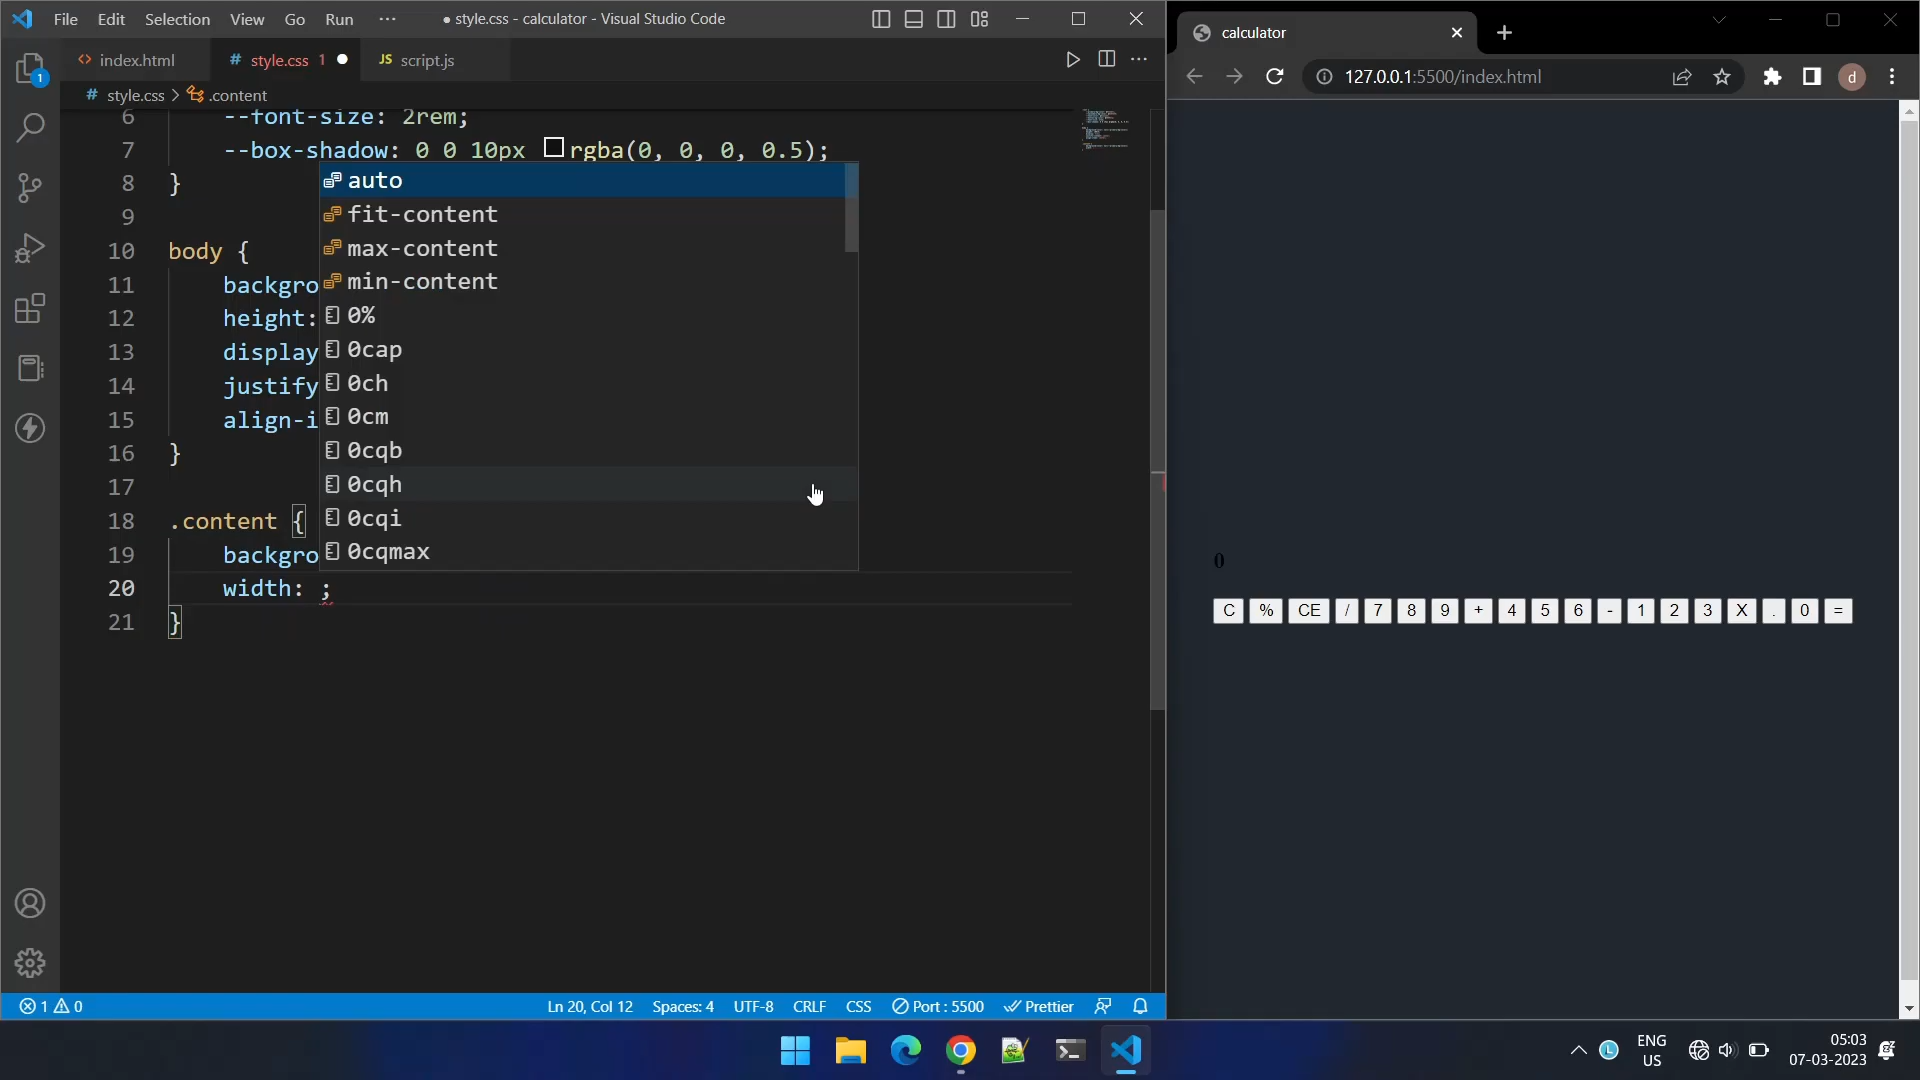 File Edit Selection View Go Run ··· ● style.css - calculator - Visual Studio Code
index.html # style.css 1 ● JS script.js
# style.css > .content
6 --font-size: 2rem;
7 --box-shadow: 0 0 10px rgba(0, 0, 0, 0.5);
8 }
9
10 body {
11 backgro
12 height:
13 display
14 justify
15 align-i
16 }
17
18 .content {
19 backgro
20 width: ;
21 }
auto
fit-content
max-content
min-content
0%
0cap
0ch
0cm
0cqb
0cqh
0cqi
0cqmax
1
1 0 Ln 20, Col 12 Spaces: 4 UTF-8 CRLF CSS Port : 5500 Prettier
calculator
127.0.0.1:5500/index.html d
0
C % CE / 7 8 9 + 4 5 6 - 1 2 3 X . 0 =
L ENG
US
05:03
07-03-2023